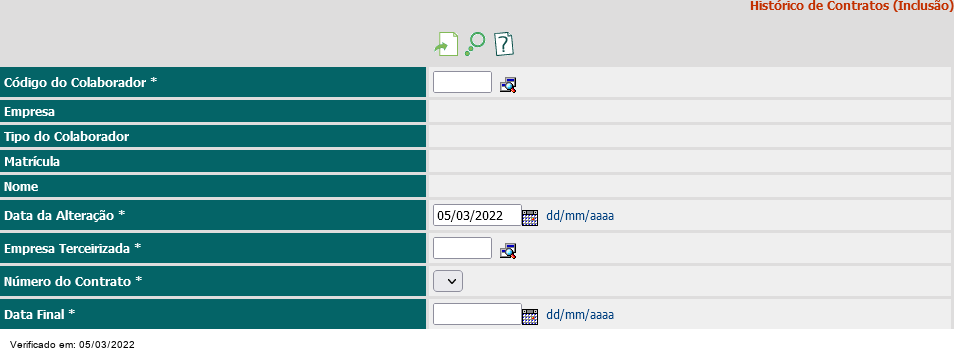 Histórico de Contratos (Inclusão)
Código do Colaborador *
Empresa
Tipo do Colaborador
Matrícula
Nome
Data da Alteração * 05/03/2022 dd/mm/aaaa
Empresa Terceirizada *
Número do Contrato *
Data Final * dd/mm/aaaa
Verificado em: 05/03/2022